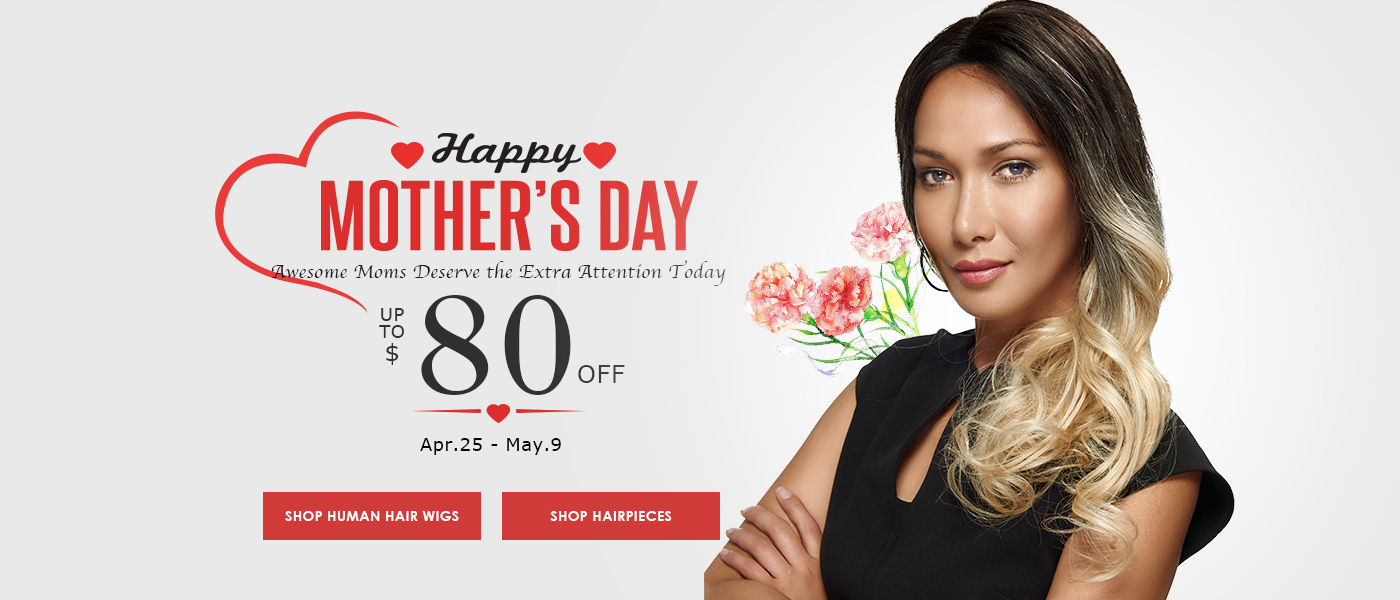 Happy
MOTHER'S DAY
Awesome Moms Deserve the Extra Attention Today
UP
TO
$
80
OFF
Apr.25 - May.9
SHOP HUMAN HAIR WIGS
SHOP HAIRPIECES